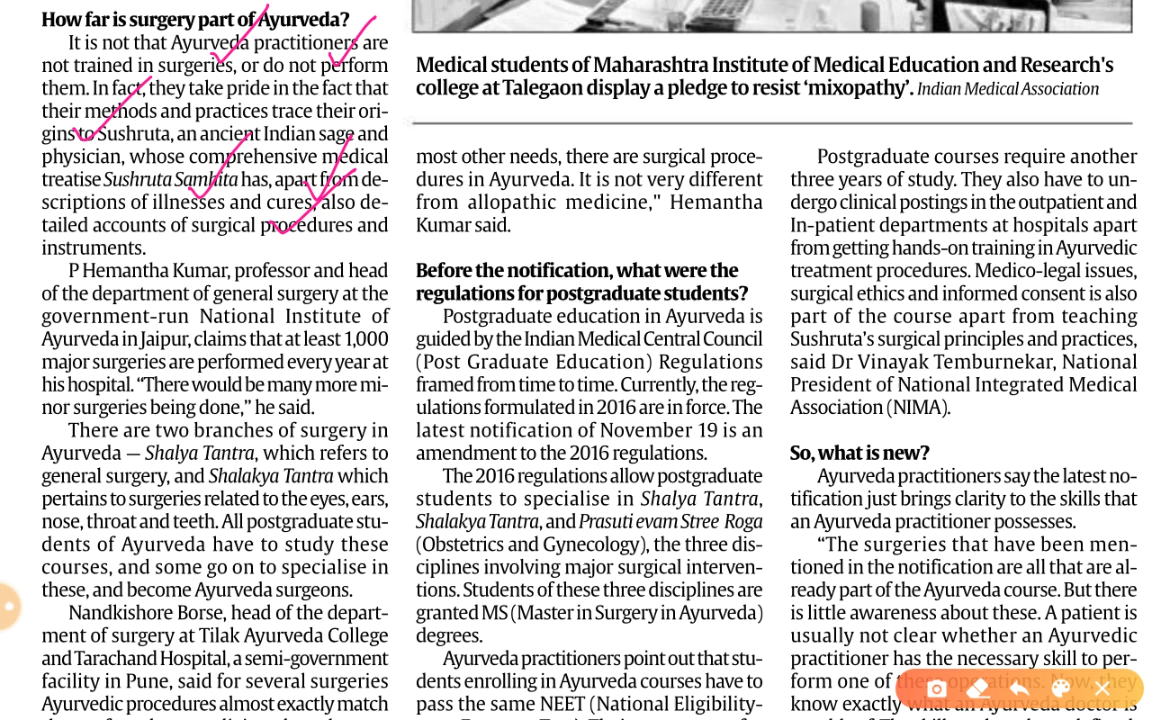 How far is surgery part of Ayurveda?
It is not that Ayurveda practitioners are
not trained in surgeries, or do not perform
them. In fact, they take pride in the fact that
their methods and practices trace their ori-
gins to Sushruta, an ancient Indian sage and
physician, whose comprehensive medical
treatise Sushruta Samhita has, apart from de-
scriptions of illnesses and cures, also de-
tailed accounts of surgical procedures and
instruments.
P Hemantha Kumar, professor and head
of the department of general surgery at the
government-run National Institute of
Ayurveda in Jaipur, claims that at least 1,000
major surgeries are performed every year at
his hospital. “There would be many more mi-
nor surgeries being done,” he said.
There are two branches of surgery in
Ayurveda — Shalya Tantra, which refers to
general surgery, and Shalakya Tantra which
pertains to surgeries related to the eyes, ears,
nose, throat and teeth. All postgraduate stu-
dents of Ayurveda have to study these
courses, and some go on to specialise in
these, and become Ayurveda surgeons.
Nandkishore Borse, head of the depart-
ment of surgery at Tilak Ayurveda College
and Tarachand Hospital, a semi-government
facility in Pune, said for several surgeries
Ayurvedic procedures almost exactly match
Medical students of Maharashtra Institute of Medical Education and Research's
college at Talegaon display a pledge to resist ‘mixopathy’. Indian Medical Association
most other needs, there are surgical proce-
dures in Ayurveda. It is not very different
from allopathic medicine," Hemantha
Kumar said.
Before the notification, what were the
regulations for postgraduate students?
Postgraduate education in Ayurveda is
guided by the Indian Medical Central Council
(Post Graduate Education) Regulations
framed from time to time. Currently, the reg-
ulations formulated in 2016 are in force. The
latest notification of November 19 is an
amendment to the 2016 regulations.
The 2016 regulations allow postgraduate
students to specialise in Shalya Tantra,
Shalakya Tantra, and Prasuti evam Stree Roga
(Obstetrics and Gynecology), the three dis-
ciplines involving major surgical interven-
tions. Students of these three disciplines are
granted MS (Master in Surgery in Ayurveda)
degrees.
Ayurveda practitioners point out that stu-
dents enrolling in Ayurveda courses have to
pass the same NEET (National Eligibility-
Postgraduate courses require another
three years of study. They also have to un-
dergo clinical postings in the outpatient and
In-patient departments at hospitals apart
from getting hands-on training in Ayurvedic
treatment procedures. Medico-legal issues,
surgical ethics and informed consent is also
part of the course apart from teaching
Sushruta’s surgical principles and practices,
said Dr Vinayak Temburnekar, National
President of National Integrated Medical
Association (NIMA).
So, what is new?
Ayurveda practitioners say the latest no-
tification just brings clarity to the skills that
an Ayurveda practitioner possesses.
“The surgeries that have been men-
tioned in the notification are all that are al-
ready part of the Ayurveda course. But there
is little awareness about these. A patient is
usually not clear whether an Ayurvedic
practitioner has the necessary skill to per-
form one of these operations. Now, they
know exactly what an Ayurveda doctor is